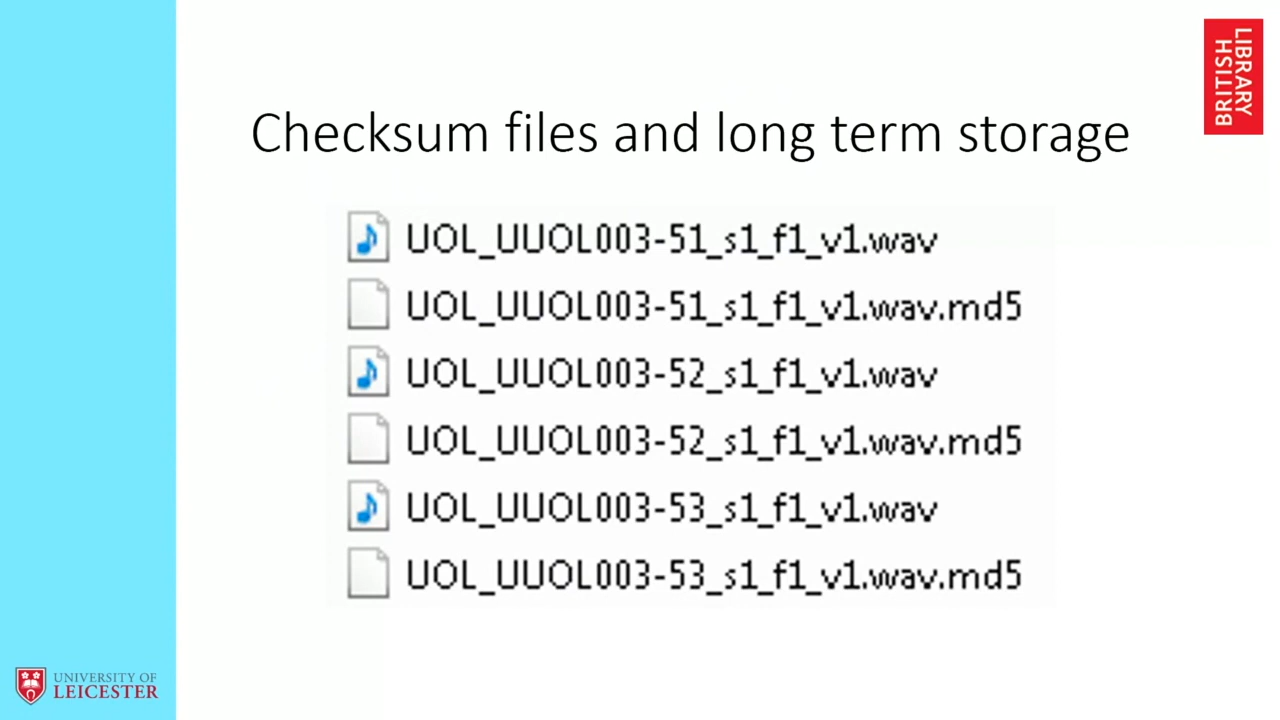 LIBRARY
BRITISH
Checksum files and long term storage
UOL_UUOL003-51_s1_f1_v1.wav
UOL_UUOL003-51_s1_f1_v1.wav.md5
UOL_UUOL003-52_s1_f1_v1.wav
UOL_UUOL003-52_s1_f1_v1.wav.md5
UOL_UUOL003-53_s1_f1_v1.wav
UOL_UUOL003-53_s1_f1_v1.wav.md5
UNIVERSITY OF
LEICESTER